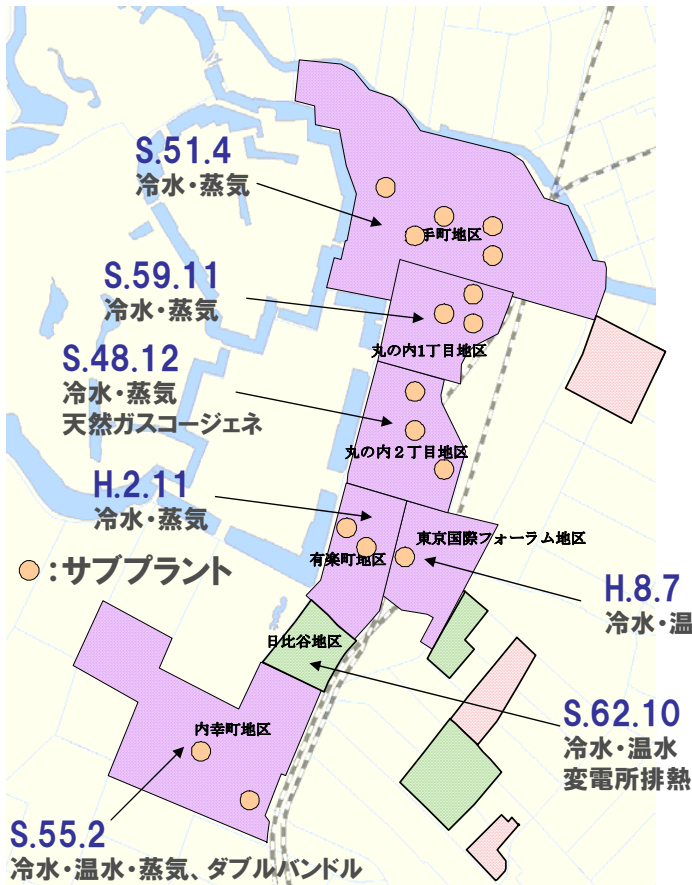 S.51.4
冷水・蒸気
手町地区
S.59.11
冷水・蒸気
丸の内1丁目地区
S.48.12
冷水・蒸気
天然ガスコージェネ
丸の内２丁目地区
H.2.11
冷水・蒸気
有楽町地区
東京国際フォーラム地区
：サブプラント
H.8.7
冷水・温
日比谷地区
S.62.10
冷水・温水
変電所排熱
内幸町地区
S.55.2
冷水・温水・蒸気、ダブルバンドル